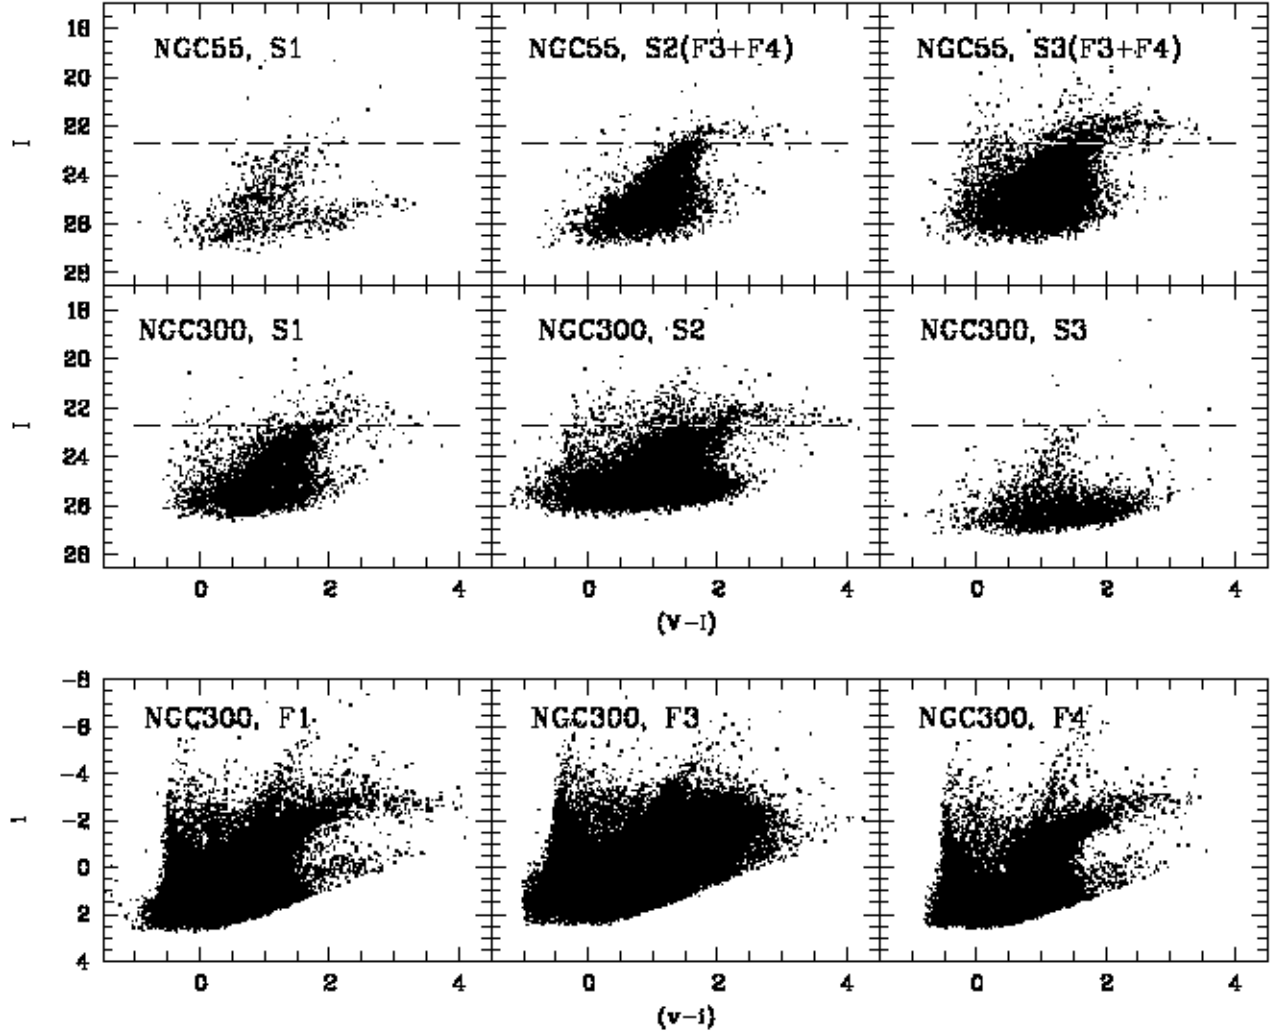 NGC55, S1
NGC55, S2(F3+F4)
NGC55, S3(F3+F4)
18
20
22
24
26
28
I
NGC300, S1
NGC300, S2
NGC300, S3
18
20
22
24
26
28
I
0 2 4 0 2 4 0 2 4
(V-I)
NGC300, F1
NGC300, F3
NGC300, F4
-8
-6
-4
-2
0
2
4
0 2 4 0 2 4 0 2 4
(v-i)